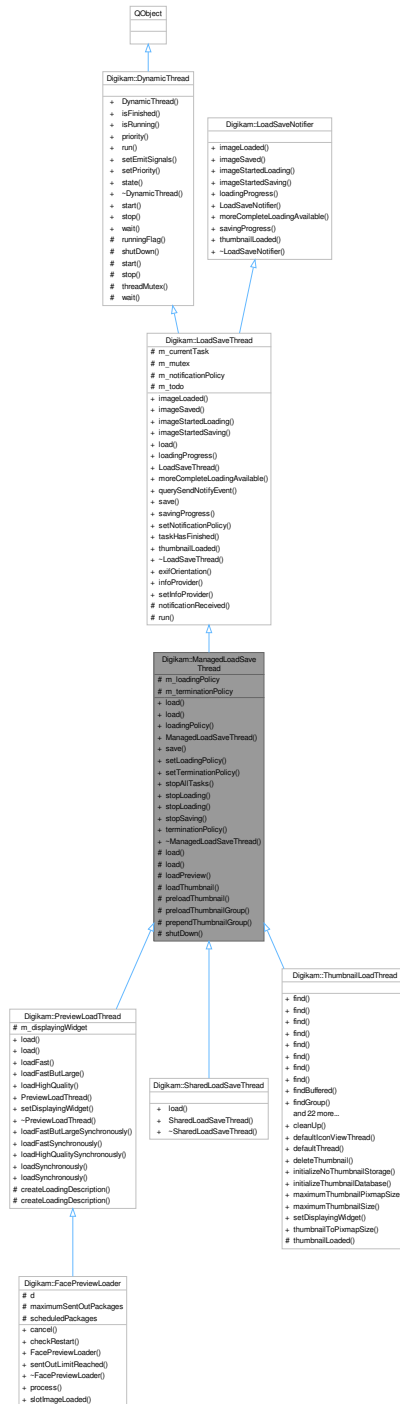 QObject
Digikam::DynamicThread
+ DynamicThread()
+ isFinished()
+ isRunning()
+ priority()
+ run()
+ setEmitSignals()
+ setPriority()
+ state()
+ ~DynamicThread()
+ start()
+ stop()
+ wait()
# runningFlag()
# shutDown()
# start()
# stop()
# threadMutex()
# wait()
Digikam::LoadSaveNotifier
+ imageLoaded()
+ imageSaved()
+ imageStartedLoading()
+ imageStartedSaving()
+ loadingProgress()
+ LoadSaveNotifier()
+ moreCompleteLoadingAvailable()
+ savingProgress()
+ thumbnailLoaded()
+ ~LoadSaveNotifier()
Digikam::LoadSaveThread
# m_currentTask
# m_mutex
# m_notificationPolicy
# m_todo
+ imageLoaded()
+ imageSaved()
+ imageStartedLoading()
+ imageStartedSaving()
+ load()
+ loadingProgress()
+ LoadSaveThread()
+ moreCompleteLoadingAvailable()
+ querySendNotifyEvent()
+ save()
+ savingProgress()
+ setNotificationPolicy()
+ taskHasFinished()
+ thumbnailLoaded()
+ ~LoadSaveThread()
+ exifOrientation()
+ infoProvider()
+ setInfoProvider()
# notificationReceived()
# run()
Digikam::ManagedLoadSave
Thread
# m_loadingPolicy
# m_terminationPolicy
+ load()
+ load()
+ loadingPolicy()
+ ManagedLoadSaveThread()
+ save()
+ setLoadingPolicy()
+ setTerminationPolicy()
+ stopAllTasks()
+ stopLoading()
+ stopLoading()
+ stopSaving()
+ terminationPolicy()
+ ~ManagedLoadSaveThread()
# load()
# load()
# loadPreview()
# loadThumbnail()
# preloadThumbnail()
# preloadThumbnailGroup()
# prependThumbnailGroup()
# shutDown()
Digikam::PreviewLoadThread
# m_displayingWidget
+ load()
+ load()
+ loadFast()
+ loadFastButLarge()
+ loadHighQuality()
+ PreviewLoadThread()
+ setDisplayingWidget()
+ ~PreviewLoadThread()
+ loadFastButLargeSynchronously()
+ loadFastSynchronously()
+ loadHighQualitySynchronously()
+ loadSynchronously()
+ loadSynchronously()
# createLoadingDescription()
# createLoadingDescription()
Digikam::SharedLoadSaveThread
+ load()
+ SharedLoadSaveThread()
+ ~SharedLoadSaveThread()
Digikam::ThumbnailLoadThread
+ find()
+ find()
+ find()
+ find()
+ find()
+ find()
+ find()
+ find()
+ findBuffered()
+ findGroup()
and 22 more...
+ cleanUp()
+ defaultIconViewThread()
+ defaultThread()
+ deleteThumbnail()
+ initializeNoThumbnailStorage()
+ initializeThumbnailDatabase()
+ maximumThumbnailPixmapSize
+ maximumThumbnailSize()
+ setDisplayingWidget()
+ thumbnailToPixmapSize()
# thumbnailLoaded()
Digikam::FacePreviewLoader
# d
# maximumSentOutPackages
# scheduledPackages
+ cancel()
+ checkRestart()
+ FacePreviewLoader()
+ sentOutLimitReached()
+ ~FacePreviewLoader()
+ process()
+ slotImageLoaded()